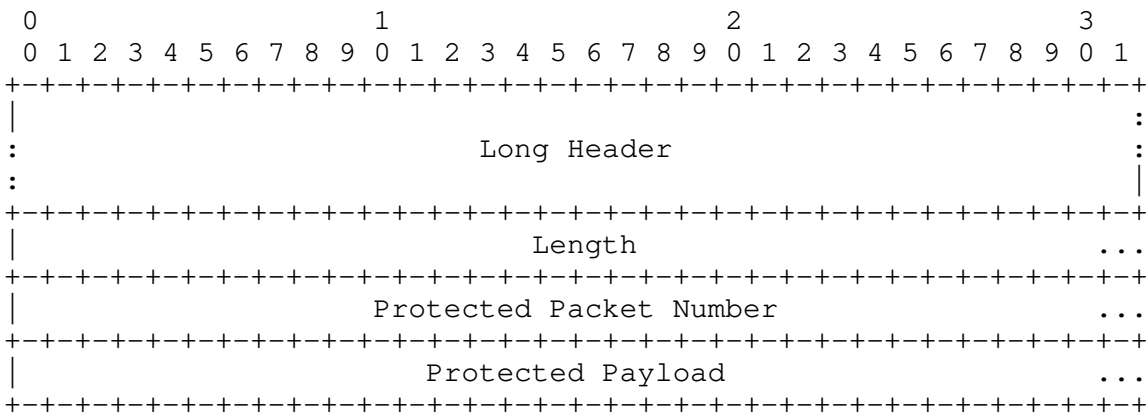 0                   1                   2                   3
 0 1 2 3 4 5 6 7 8 9 0 1 2 3 4 5 6 7 8 9 0 1 2 3 4 5 6 7 8 9 0 1
+-+-+-+-+-+-+-+-+-+-+-+-+-+-+-+-+-+-+-+-+-+-+-+-+-+-+-+-+-+-+-+-+
|                                                               :
:                          Long Header                          :
:                                                               |
+-+-+-+-+-+-+-+-+-+-+-+-+-+-+-+-+-+-+-+-+-+-+-+-+-+-+-+-+-+-+-+-+
|                             Length                          ...
+-+-+-+-+-+-+-+-+-+-+-+-+-+-+-+-+-+-+-+-+-+-+-+-+-+-+-+-+-+-+-+-+
|                    Protected Packet Number                  ...
+-+-+-+-+-+-+-+-+-+-+-+-+-+-+-+-+-+-+-+-+-+-+-+-+-+-+-+-+-+-+-+-+
|                       Protected Payload                     ...
+-+-+-+-+-+-+-+-+-+-+-+-+-+-+-+-+-+-+-+-+-+-+-+-+-+-+-+-+-+-+-+-+